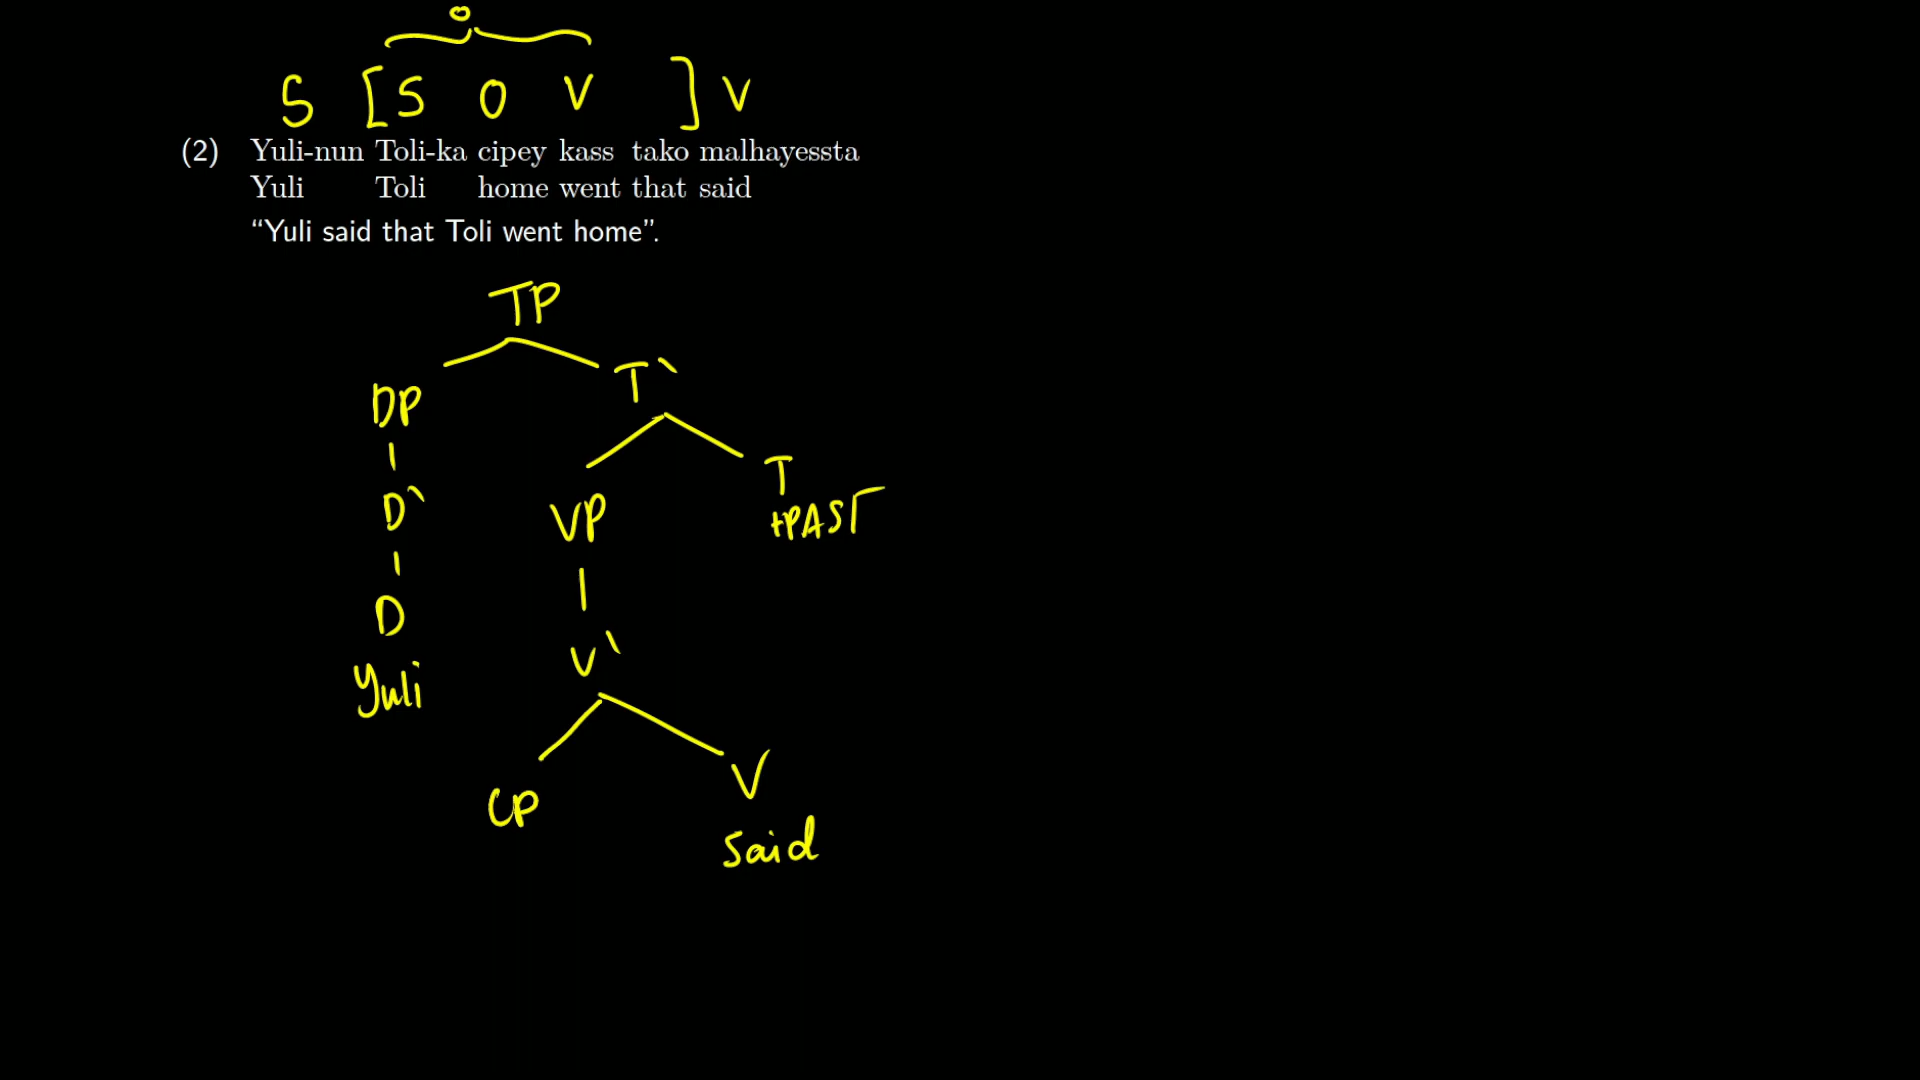 O
S [S O V ] V
(2) Yuli-nun Toli-ka cipey kass tako malhayessta
Yuli Toli home went that said
“Yuli said that Toli went home”.
TP
DP T`
D` VP T
+PAST
D V`
Yuli
CP V
said